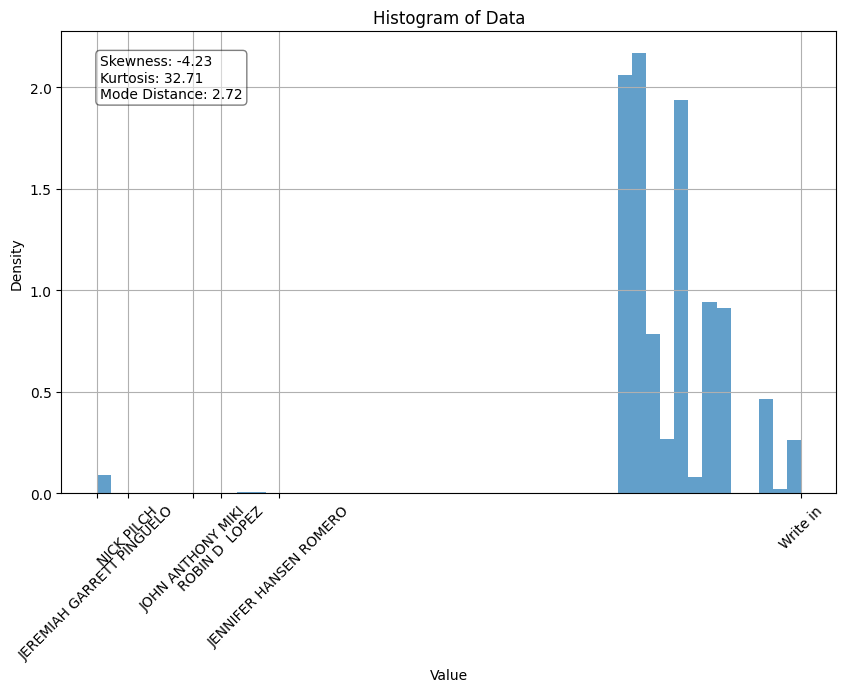 Histogram of Data
Skewness: -4.23
Kurtosis: 32.71
Mode Distance: 2.72
Density
2.0
1.5
1.0
0.5
0.0
JEREMIAH GARRETT PINGUELO
NICK PILCH
JOHN ANTHONY MIKI
ROBIN D  LOPEZ
JENNIFER HANSEN ROMERO
Write in
Value